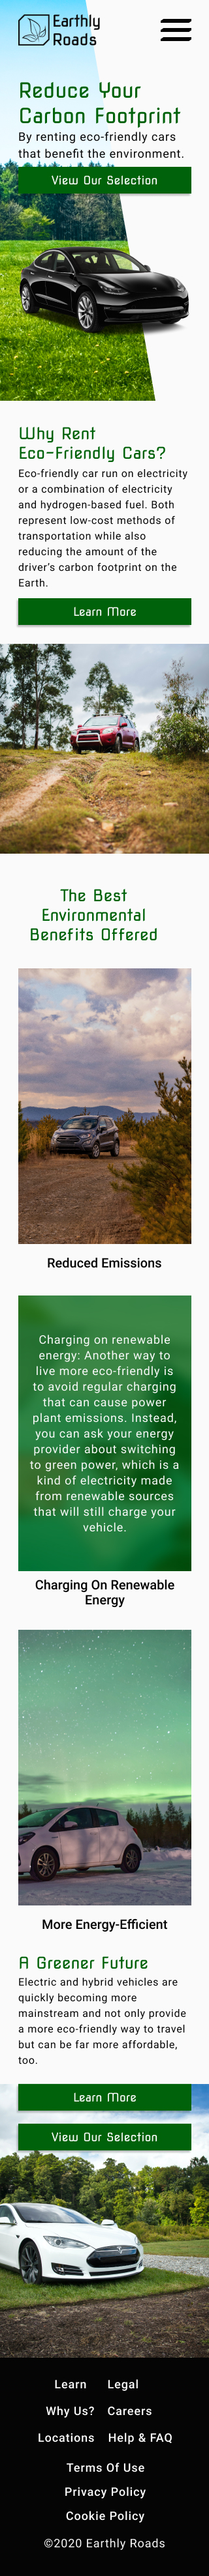 Earthly
Roads
Reduce Your
Carbon Footprint
By renting eco-friendly cars
that benefit the environment.
View Our Selection
Why Rent
Eco-Friendly Cars?
Eco-friendly car run on electricity
or a combination of electricity
and hydrogen-based fuel. Both
represent low-cost methods of
transportation while also
reducing the amount of the
driver's carbon footprint on the
Earth.
Learn More
The Best
Environmental
Benefits Offered
Reduced Emissions
Charging on renewable
energy: Another way to
live more eco-friendly is
to avoid regular charging
that can cause power
plant emissions. Instead,
you can ask your energy
provider about switching
to green power, which is a
kind of electricity made
from renewable sources
that will still charge your
vehicle.
Charging On Renewable
Energy
More Energy-Efficient
A Greener Future
Electric and hybrid vehicles are
quickly becoming more
mainstream and not only provide
a more eco-friendly way to travel
but can be far more affordable,
too.
Learn More
View Our Selection
Learn Legal
Why Us? Careers
Locations Help & FAQ
Terms Of Use
Privacy Policy
Cookie Policy
©2020 Earthly Roads